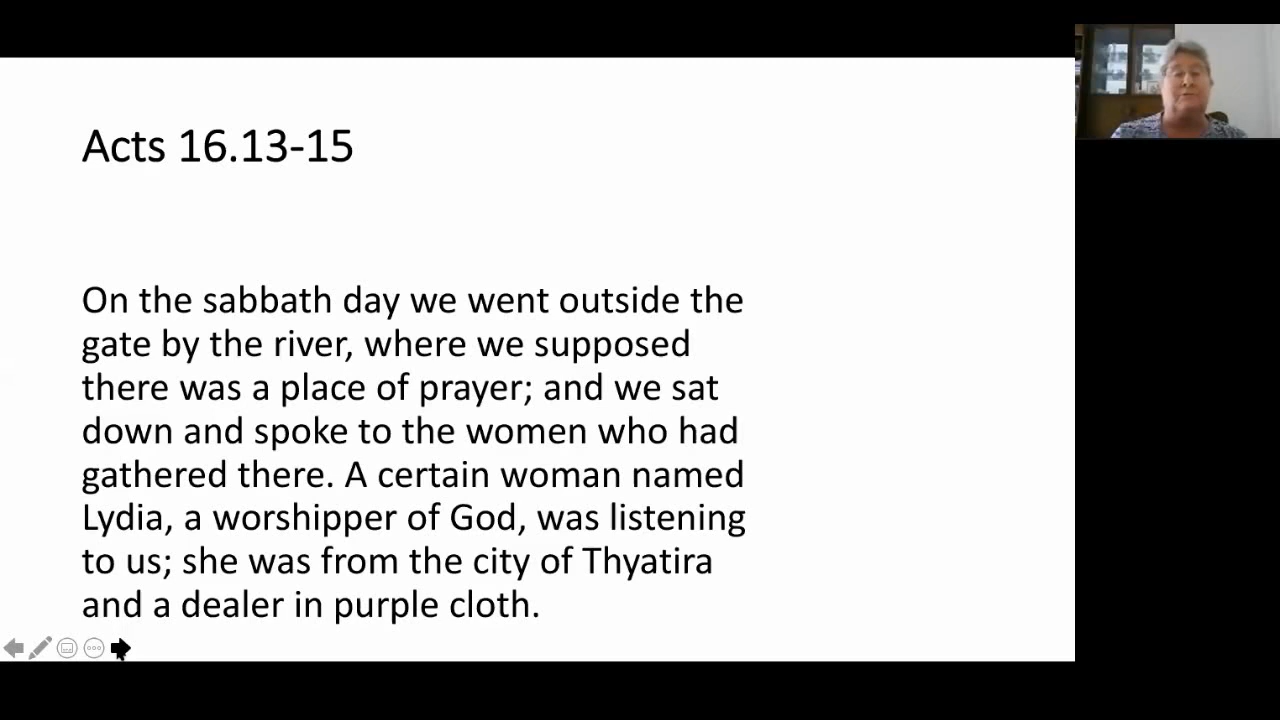 Acts 16.13-15
On the sabbath day we went outside the
gate by the river, where we supposed
there was a place of prayer; and we sat
down and spoke to the women who had
gathered there. A certain woman named
Lydia, a worshipper of God, was listening
to us; she was from the city of Thyatira
and a dealer in purple cloth.